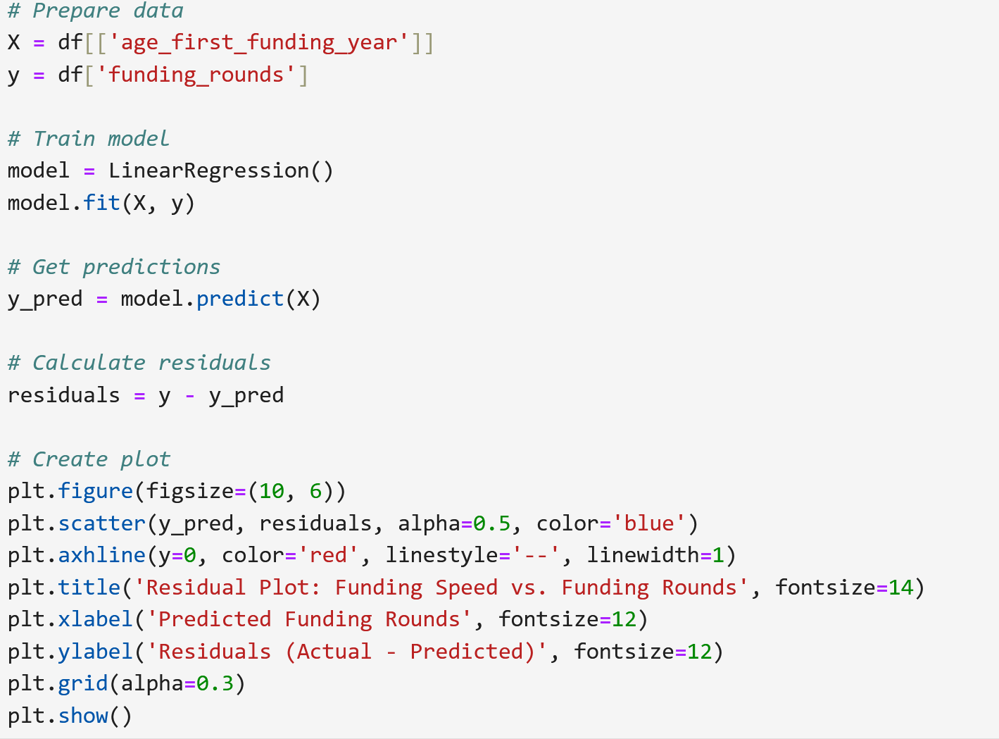 # Prepare data
X = df[['age_first_funding_year']]
y = df['funding_rounds']
# Train model
model = LinearRegression()
model.fit(X, y)
# Get predictions
y_pred = model.predict(X)
# Calculate residuals
residuals = y - y_pred
# Create plot
plt.figure(figsize=(10, 6))
plt.scatter(y_pred, residuals, alpha=0.5, color='blue')
plt.axhline(y=0, color='red', linestyle='--', linewidth=1)
plt.title('Residual Plot: Funding Speed vs. Funding Rounds', fontsize=14)
plt.xlabel('Predicted Funding Rounds', fontsize=12)
plt.ylabel('Residuals (Actual - Predicted)', fontsize=12)
plt.grid(alpha=0.3)
plt.show()